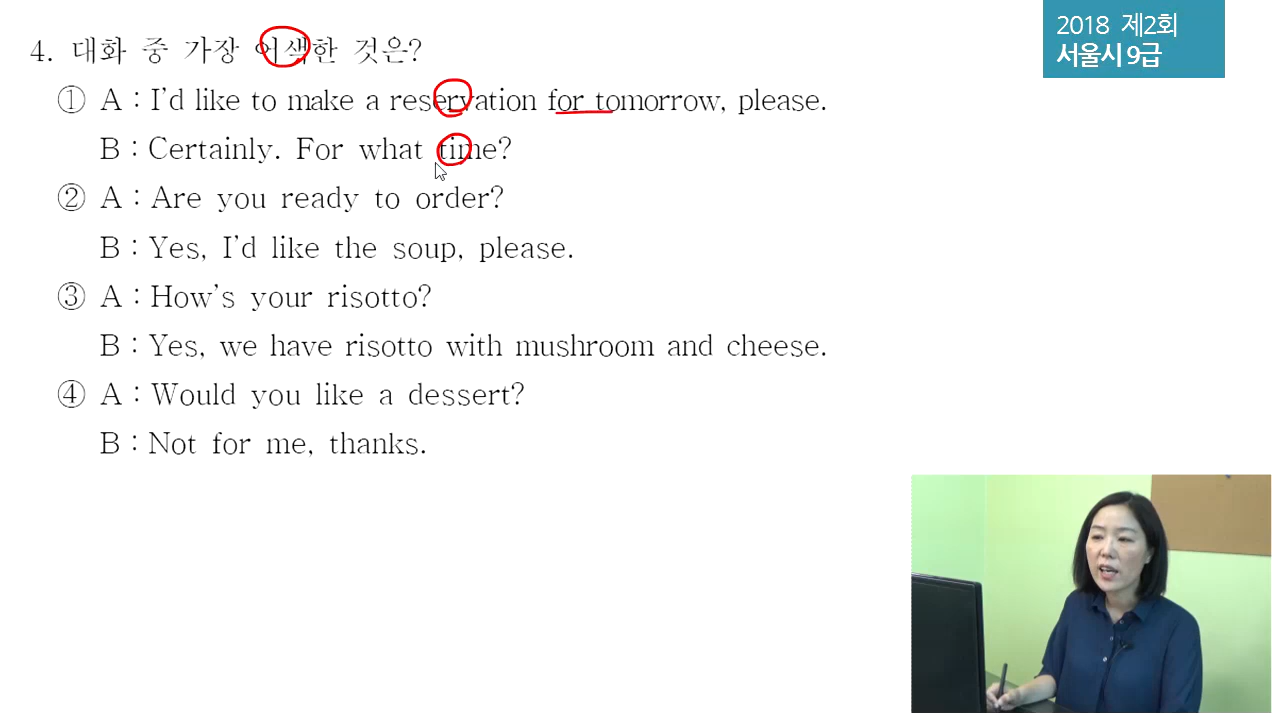 2018 제2회
서울시 9급
4. 대화 중 가장 어색한 것은?
① A : I'd like to make a reservation for tomorrow, please.
B : Certainly. For what time?
② A : Are you ready to order?
B : Yes, I'd like the soup, please.
③ A : How's your risotto?
B : Yes, we have risotto with mushroom and cheese.
④ A : Would you like a dessert?
B : Not for me, thanks.